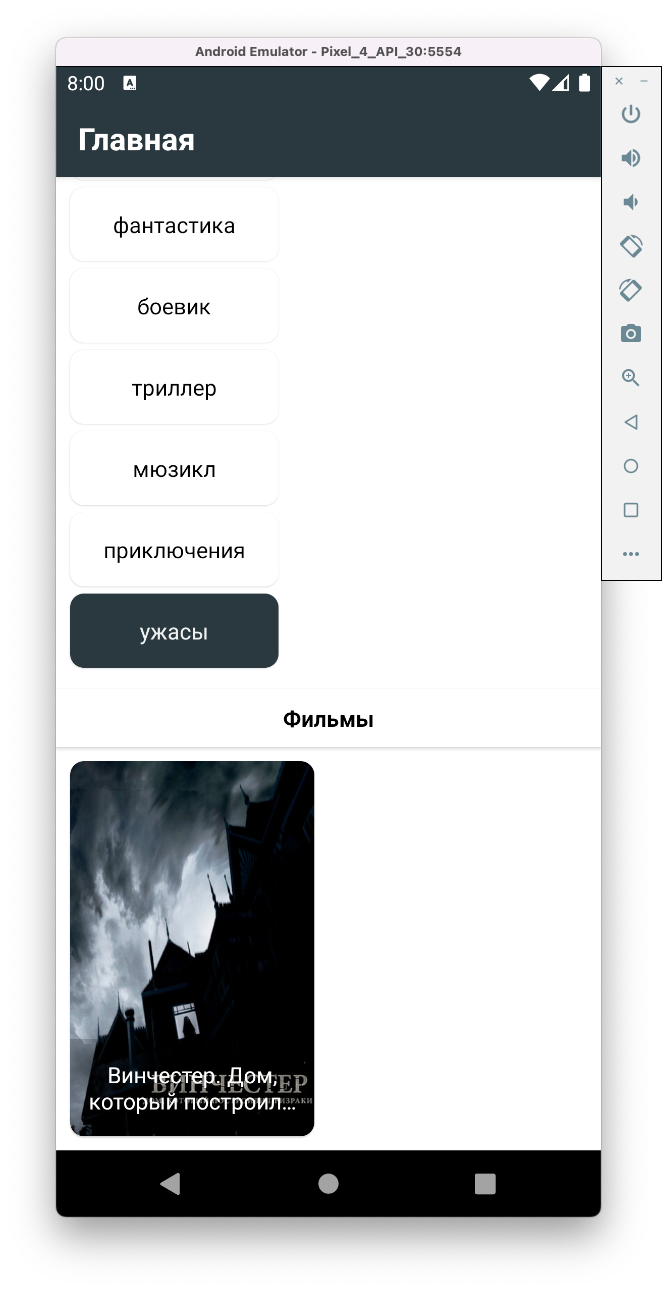 Android Emulator - Pixel_4_API_30:5554
8:00
A
Главная
фантастика
боевик
триллер
мюзикл
приключения
ужасы
Фильмы
Винчестер. Дом,
ВИНЧЕСТЕР
который построил…